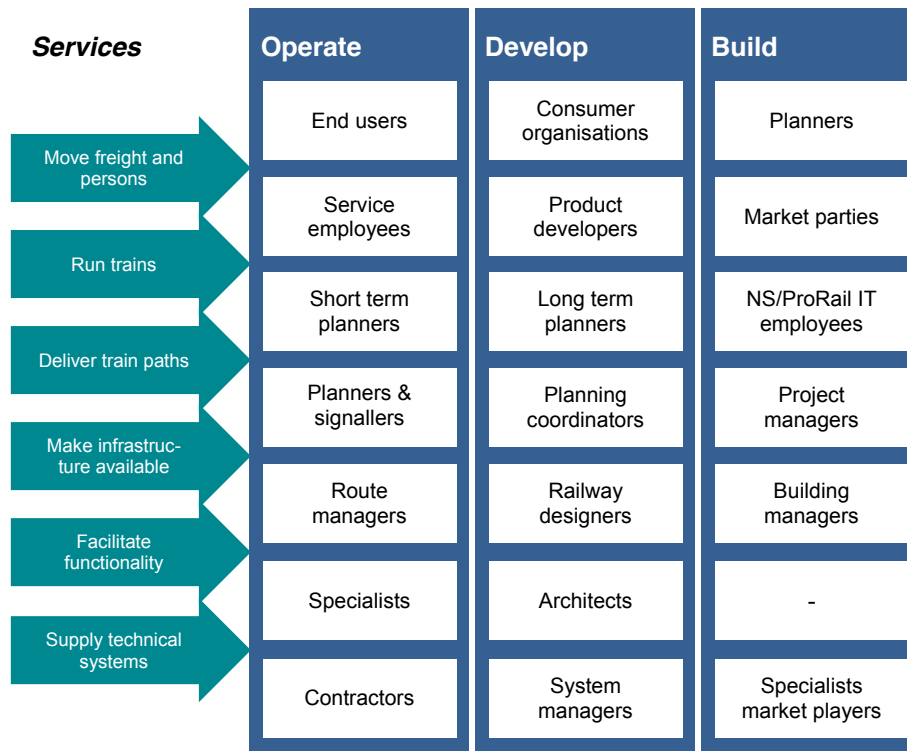 Services
Operate
Develop
Build
End users
Consumer
organisations
Planners
Move freight and
persons
Service
employees
Product
developers
Market parties
Run trains
Short term
planners
Long term
planners
NS/ProRail IT
employees
Deliver train paths
Planners &
signallers
Planning
coordinators
Project
managers
Make infrastruc-
ture available
Route
managers
Railway
designers
Building
managers
Facilitate
functionality
Specialists
Architects
-
Supply technical
systems
Contractors
System
managers
Specialists
market players